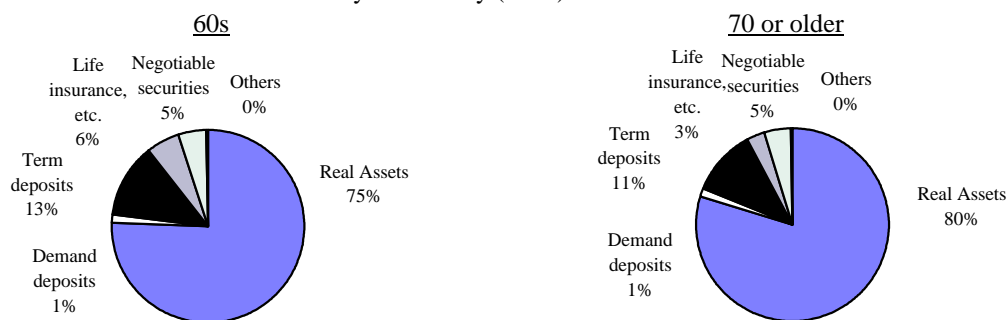 60s
Life
insurance,
etc.
6%
Negotiable
securities
5%
Others
0%
Term
deposits
13%
Real Assets
75%
Demand
deposits
1%
70 or older
Life
insurance,
etc.
3%
Negotiable
securities
5%
Others
0%
Term
deposits
11%
Real Assets
80%
Demand
deposits
1%